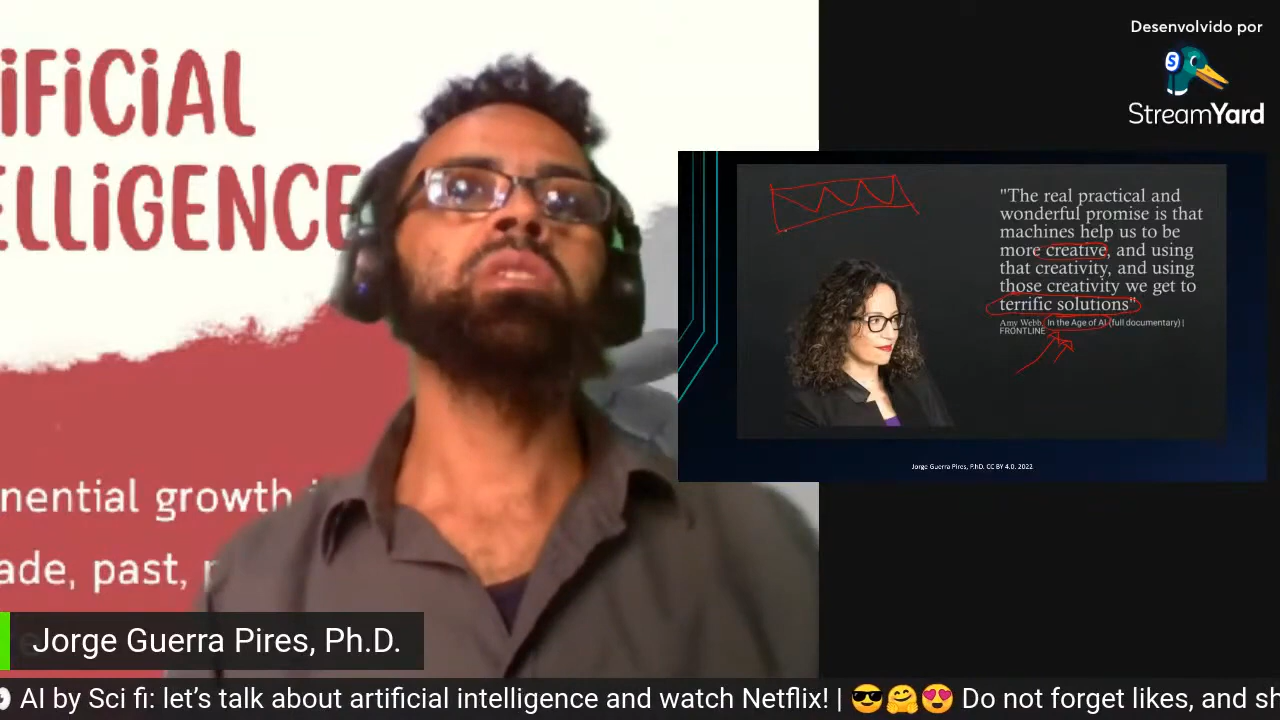 iFiCiAL
ELLiGENCE
nential growth
ade, past,
Jorge Guerra Pires, Ph.D.
AI by Sci fi: let’s talk about artificial intelligence and watch Netflix! | 😎🤗😍 Do not forget likes, and sh
Desenvolvido por
StreamYard
"The real practical and
wonderful promise is that
machines help us to be
more creative, and using
that creativity, and using
those creativity we get to
terrific solutions"
Amy Webb, In the Age of AI (full documentary) |
FRONTLINE
Jorge Guerra Pires, PhD. CC BY 4.0. 2022